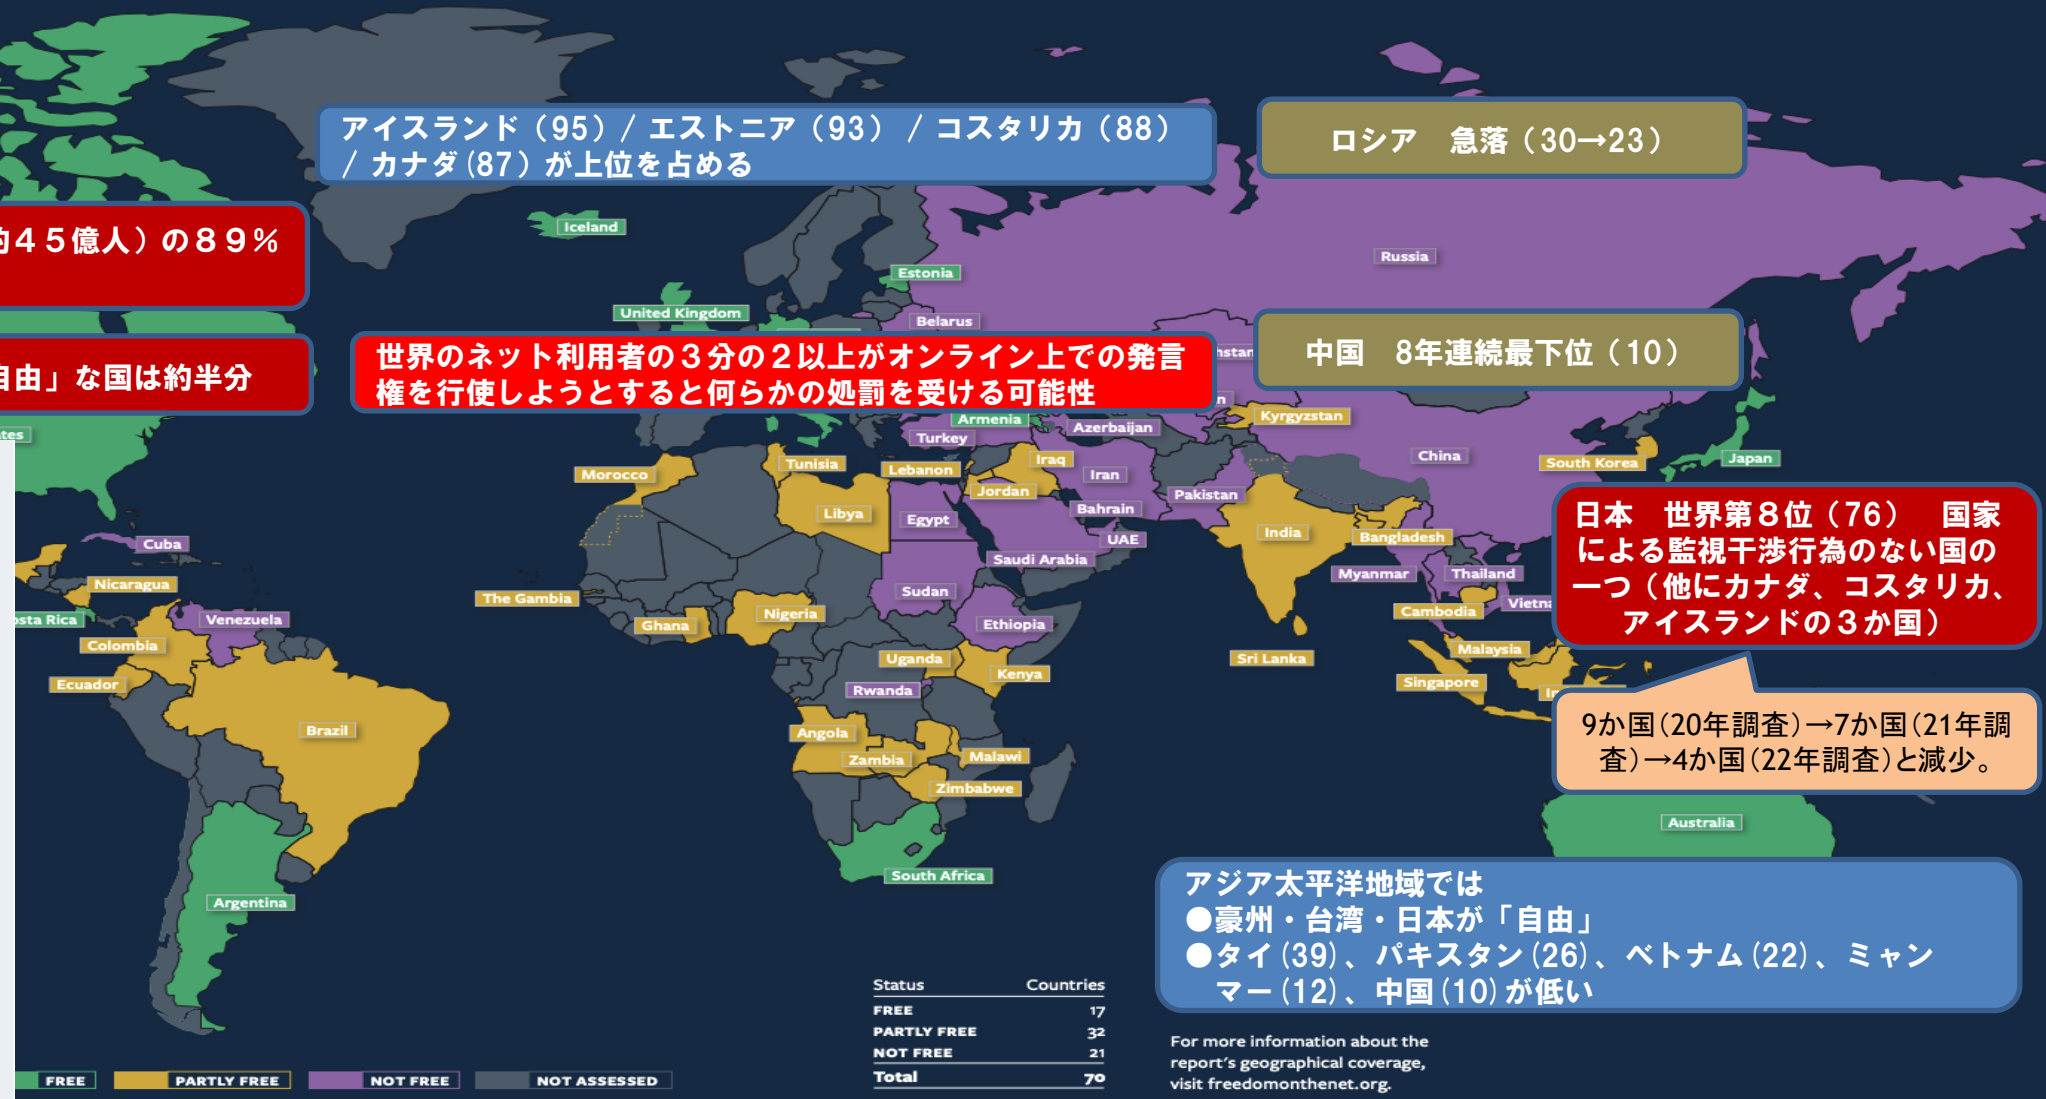 アイスランド（95）/ エストニア（93） / コスタリカ（88）
/ カナダ(87）が上位を占める
ロシア　急落（30→23）
約４５億人）の８９％
自由」な国は約半分
世界のネット利用者の３分の２以上がオンライン上での発言
権を行使しようとすると何らかの処罰を受ける可能性
中国　8年連続最下位（10）
Iceland
Russia
Estonia
United Kingdom
Belarus
Armenia
Kyrgyzstan
Azerbaijan
Turkey
China
Japan
South Korea
Morocco
Tunisia
Lebanon
Iraq
Iran
Jordan
Pakistan
Bahrain
Libya
Egypt
UAE
India
Bangladesh
Saudi Arabia
Myanmar
Thailand
Cuba
Nicaragua
Sudan
The Gambia
Cambodia
Nigeria
Venezuela
Ghana
Ethiopia
Colombia
Malaysia
Sri Lanka
Uganda
Kenya
Singapore
Ecuador
Rwanda
Brazil
Angola
Zambia
Malawi
Zimbabwe
日本　世界第８位（76）　国家
による監視干渉行為のない国の
一つ（他にカナダ、コスタリカ、
アイスランドの３か国）
9か国（20年調査）→7か国（21年調
査）→4か国（22年調査）と減少。
Australia
South Africa
Argentina
アジア太平洋地域では
●豪州・台湾・日本が「自由」
●タイ(39)、パキスタン(26)、ベトナム(22)、ミャン
マー(12)、中国(10)が低い
Status Countries
FREE 17
PARTLY FREE 32
NOT FREE 21
Total 70
For more information about the
report's geographical coverage,
visit freedomonthenet.org.
FREE PARTLY FREE NOT FREE NOT ASSESSED